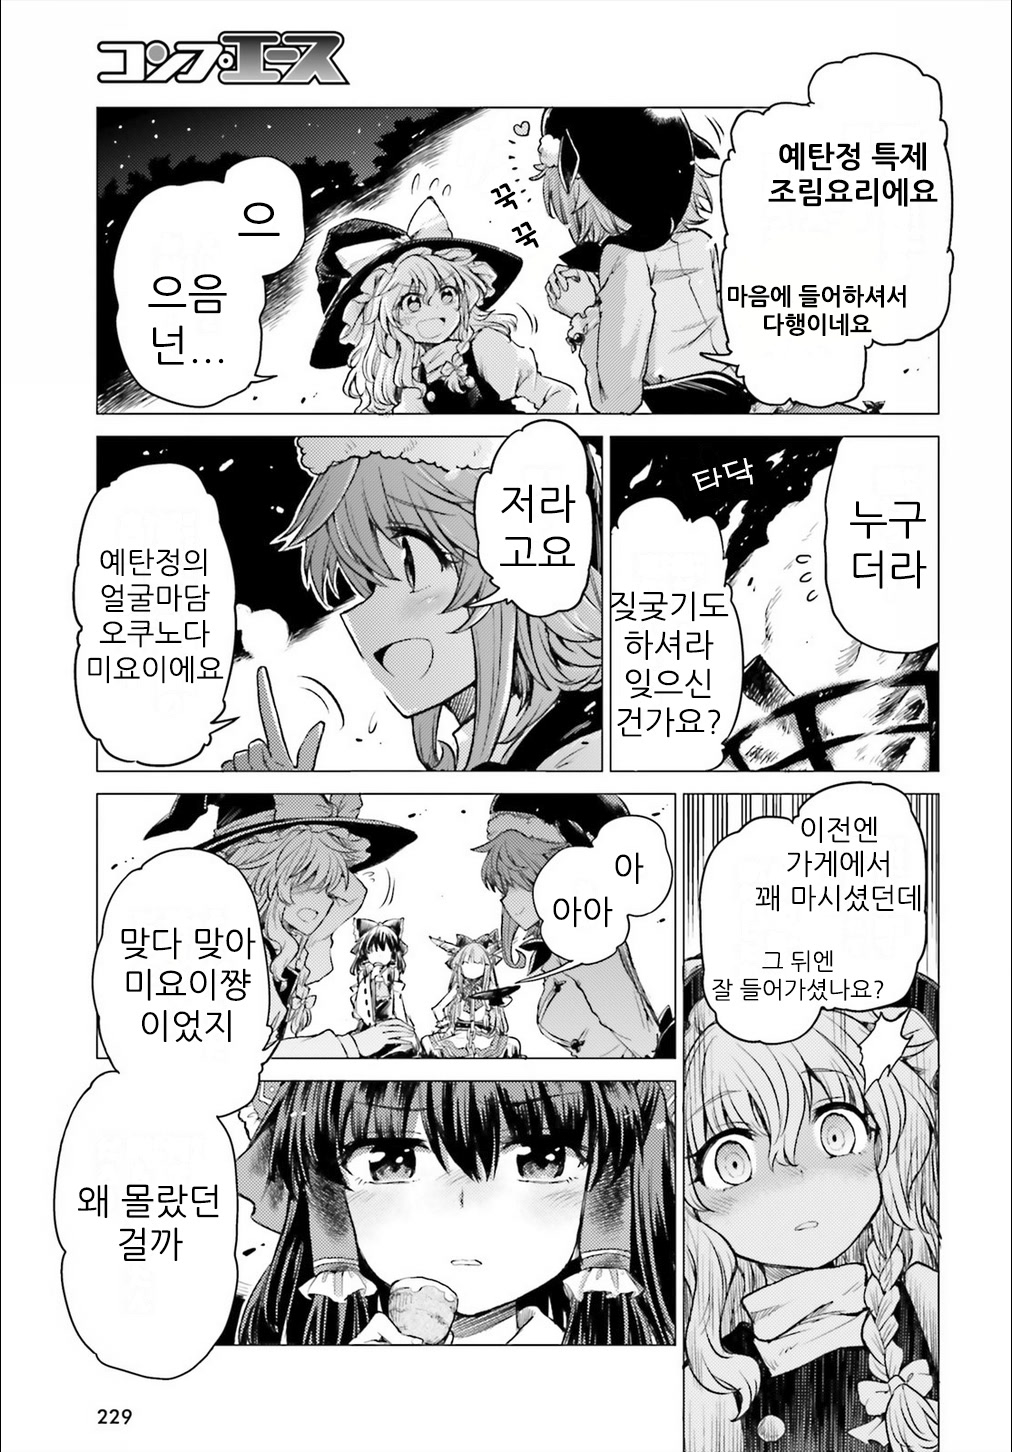 コンプエース
예탄정 특제
조림요리에요
마음에 들어하셔서
다행이네요
꾹
꾹
으
으음
넌...
누구
더라
타닥
짖궂기도
하셔라
잊으신
건가요?
저라
고요
예탄정의
얼굴마담
오쿠노다
미요이에요
이전엔
가게에서
꽤 마시셨던데
그 뒤엔
잘 들어가셨나요?
아
아아
맞다 맞아
미요이쨩
이었지
왜 몰랐던
걸까
229